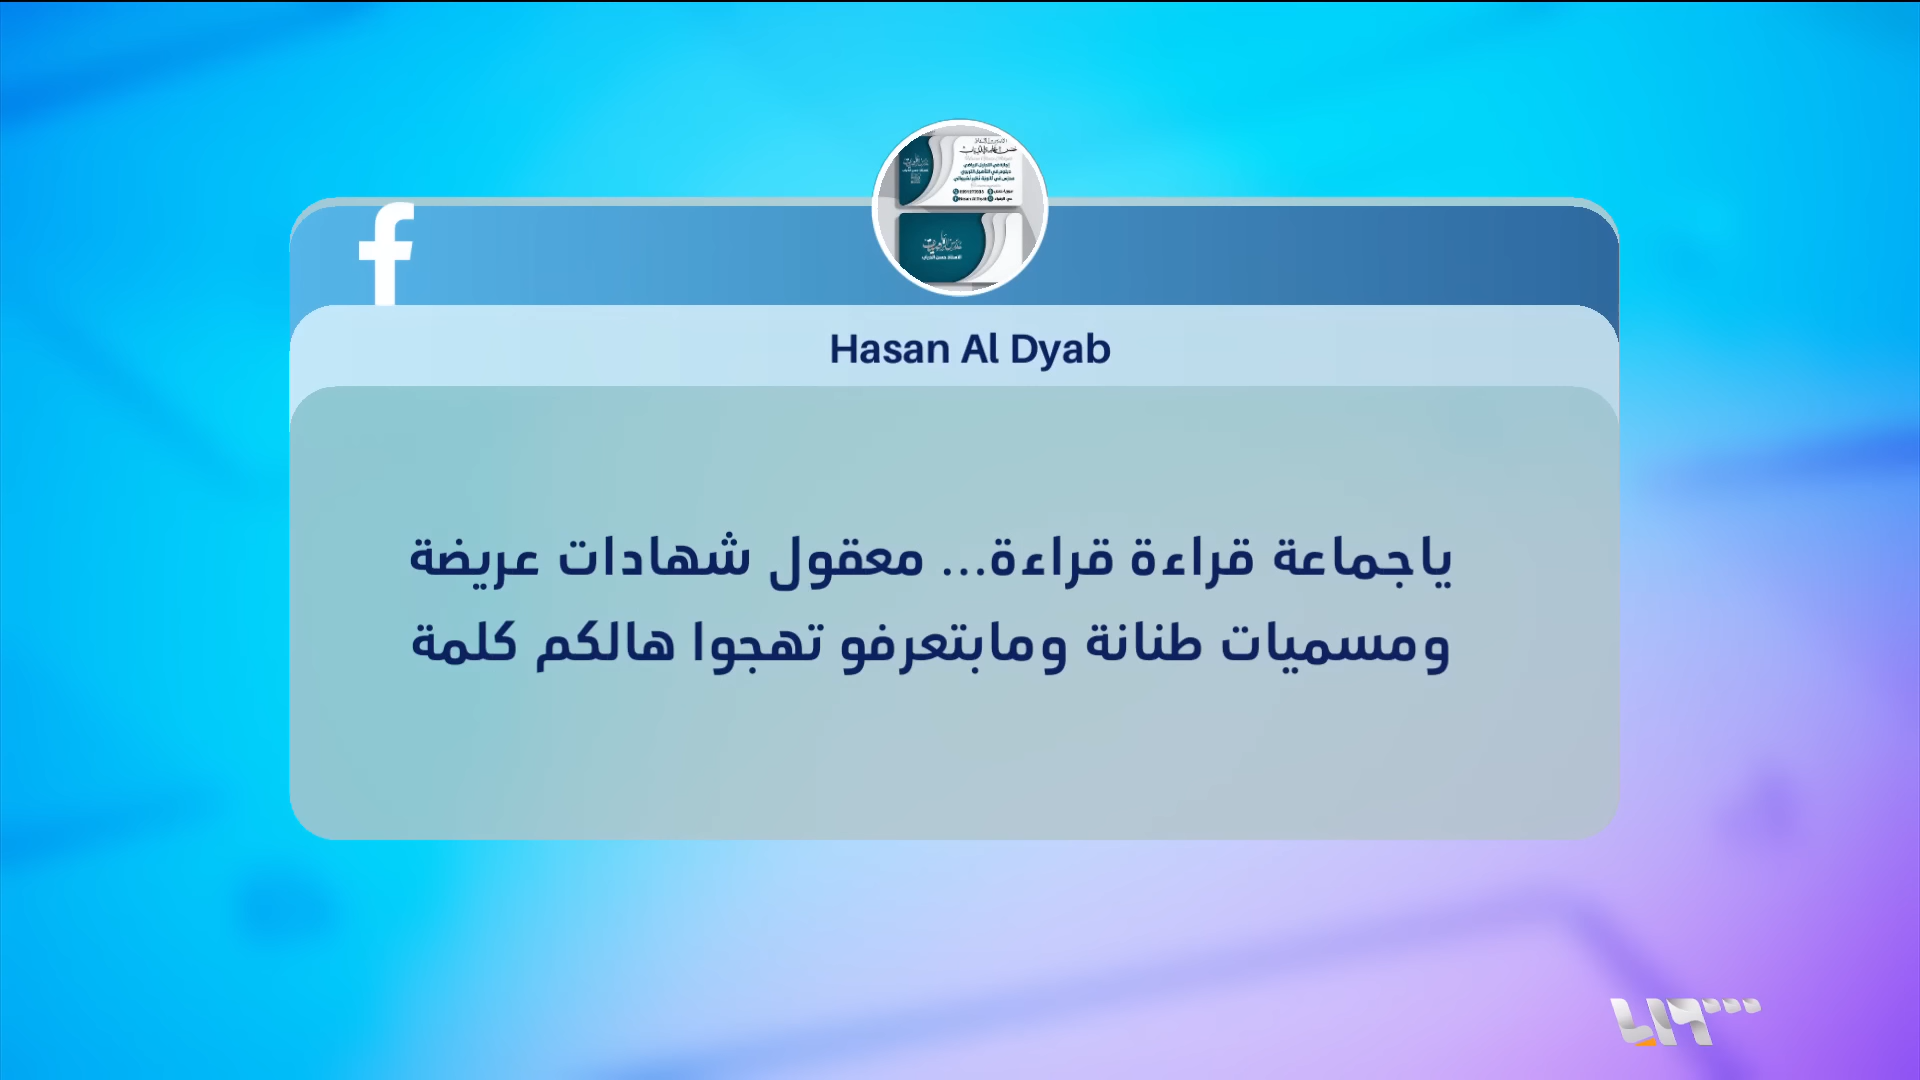 Hasan Al Dyab
ياجماعة قراءة قراءة... معقول شهادات عريضة
ومسميات طنانة ومابتعرفو تهجوا هالكم كلمة